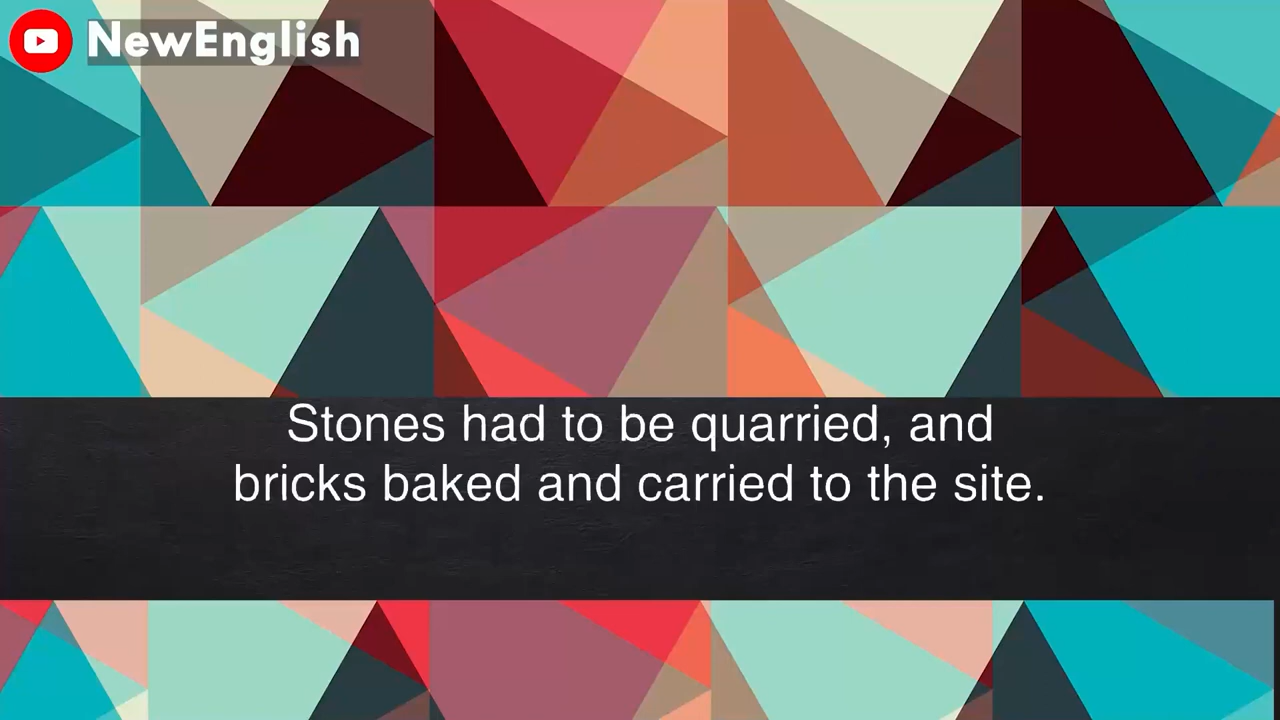 NewEnglish
Stones had to be quarried, and
bricks baked and carried to the site.